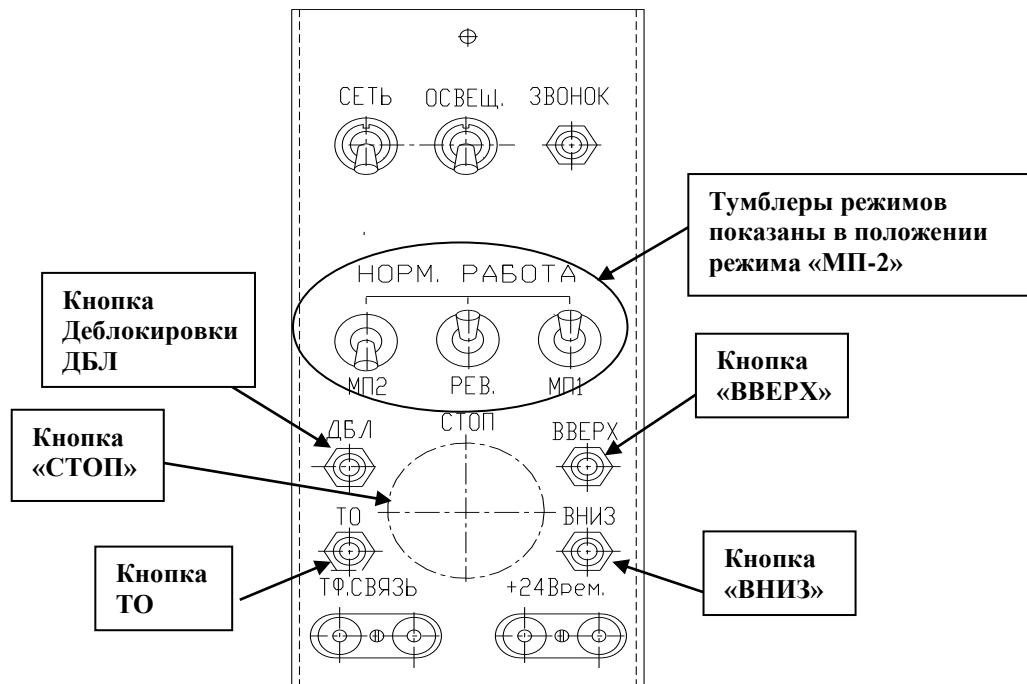 СЕТЬ ОСВЕЩ. ЗВОНОК
Тумблеры режимов
показаны в положении
режима «МП-2»
НОРМ. РАБОТА
МП2 РЕВ. МП1
Кнопка
Деблокировки
ДБЛ
Кнопка
«ВВЕРХ»
Кнопка
«СТОП»
ДБЛ СТОП ВВЕРХ
ТО ВНИЗ
Кнопка
ТО
Кнопка
«ВНИЗ»
ТФ.СВЯЗЬ +24Врем.